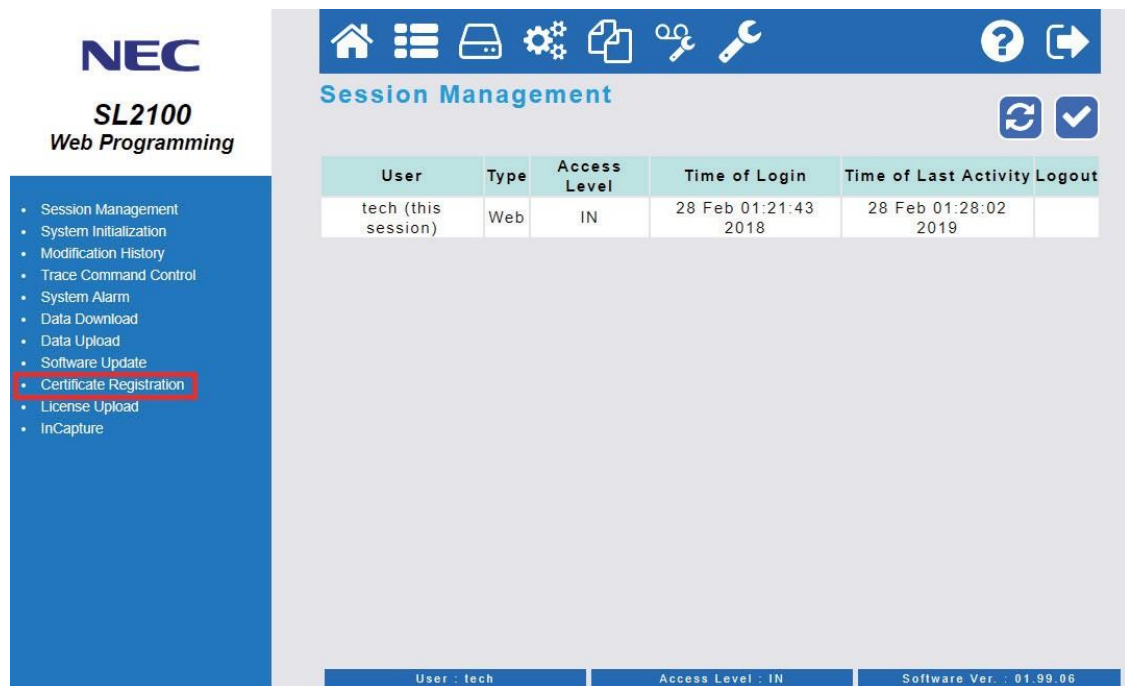 NEC
SL2100
Web Programming
Session Management
System Initialization
Modification History
Trace Command Control
System Alarm
Data Download
Data Upload
Software Update
Certificate Registration
License Upload
InCapture
Session Management
User Type Access Level Time of Login Time of Last Activity Logout
tech (this session) Web IN 28 Feb 01:21:43 2018 28 Feb 01:28:02 2019
User : tech Access Level : IN Software Ver. : 01.99.06